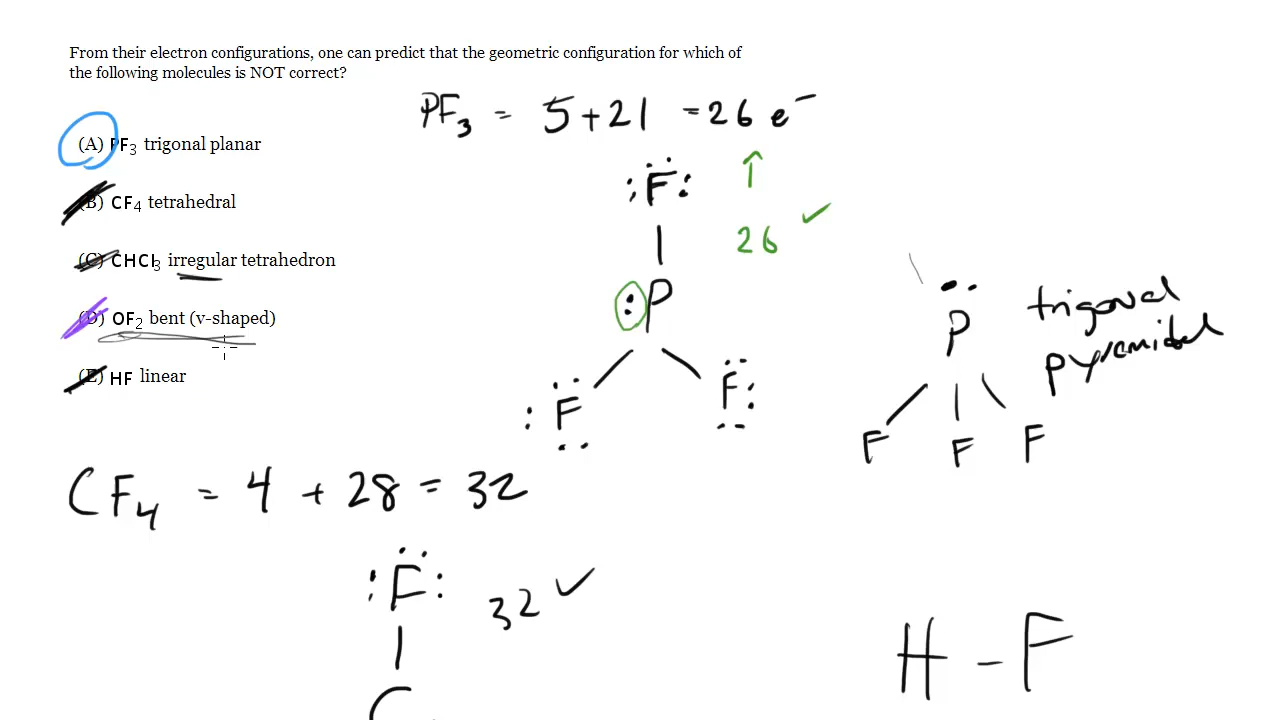 From their electron configurations, one can predict that the geometric configuration for which of
the following molecules is NOT correct?
PF3 = 5+21 = 26 e−
(A) PF3 trigonal planar
:F:
↑
(B) CF4 tetrahedral
26 ✓
(C) CHCl3 irregular tetrahedron
:P
P
trigonal
pyramidal
(D) OF2 bent (v-shaped)
(E) HF linear
:F
F:
F F F
CF4 = 4 + 28 = 32
:F:
32 ✓
C
H − F